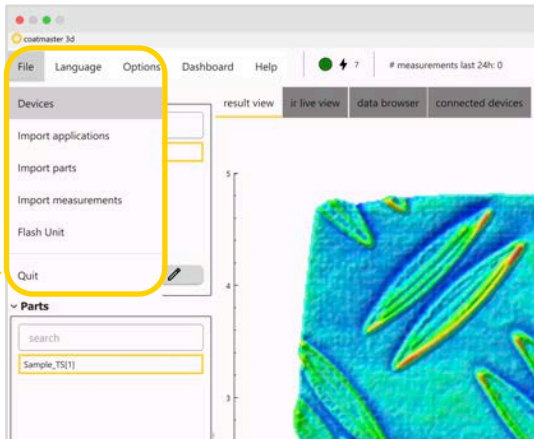 coatmaster 3d
File Language Options Dashboard Help 7 # measurements last 24h: 0
Devices
result view ir live view data browser connected devices
Import applications
Import parts
5
Import measurements
Flash Unit
Quit
4
Parts
search
Sample_TS[1]
3